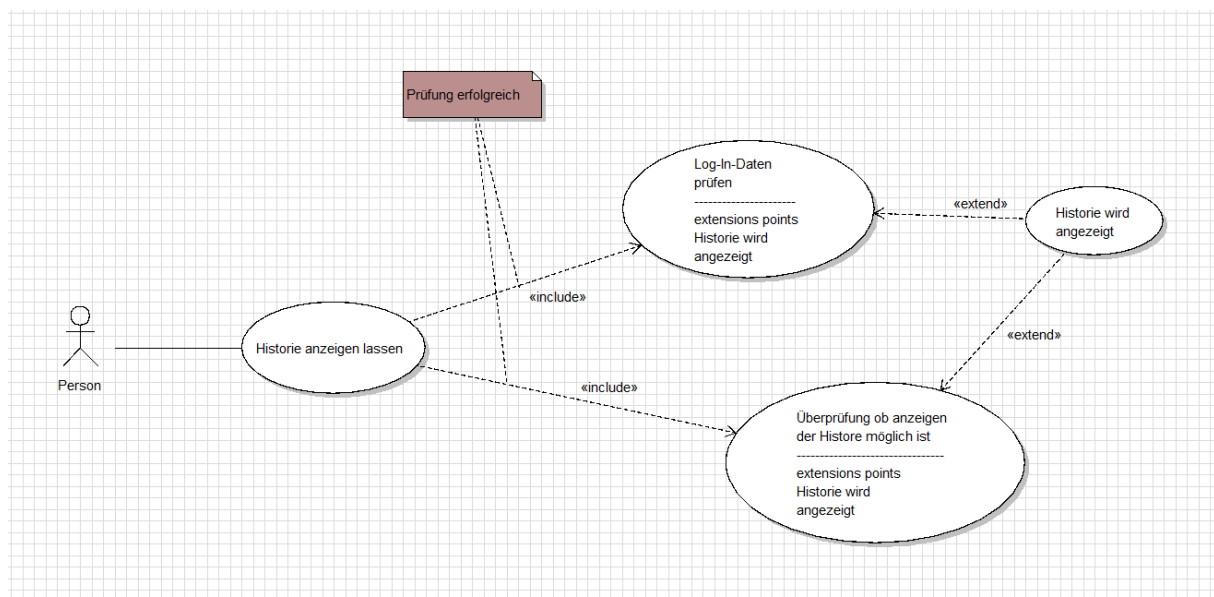 Prüfung erfolgreich
Log-In-Daten
prüfen
----------------------
extensions points
Historie wird
angezeigt
«extend»
Historie wird
angezeigt
«include»
«extend»
Historie anzeigen lassen
Person
«include»
Überprüfung ob anzeigen
der Histore möglich ist
--------------------------------
extensions points
Historie wird
angezeigt